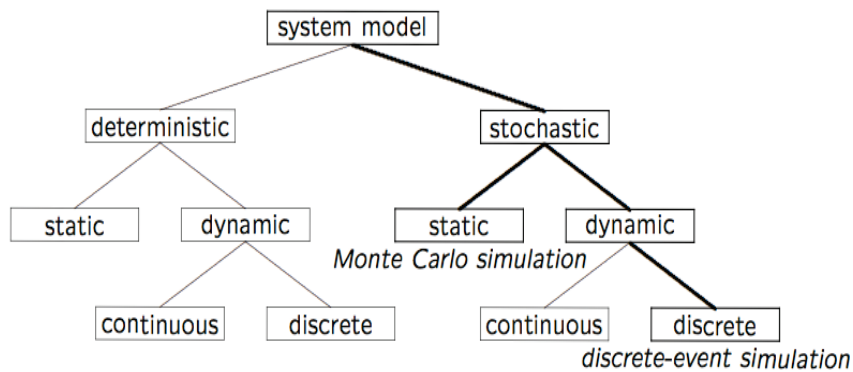 system model
deterministic
stochastic
static
dynamic
static
dynamic
Monte Carlo simulation
continuous
discrete
continuous
discrete
discrete-event simulation